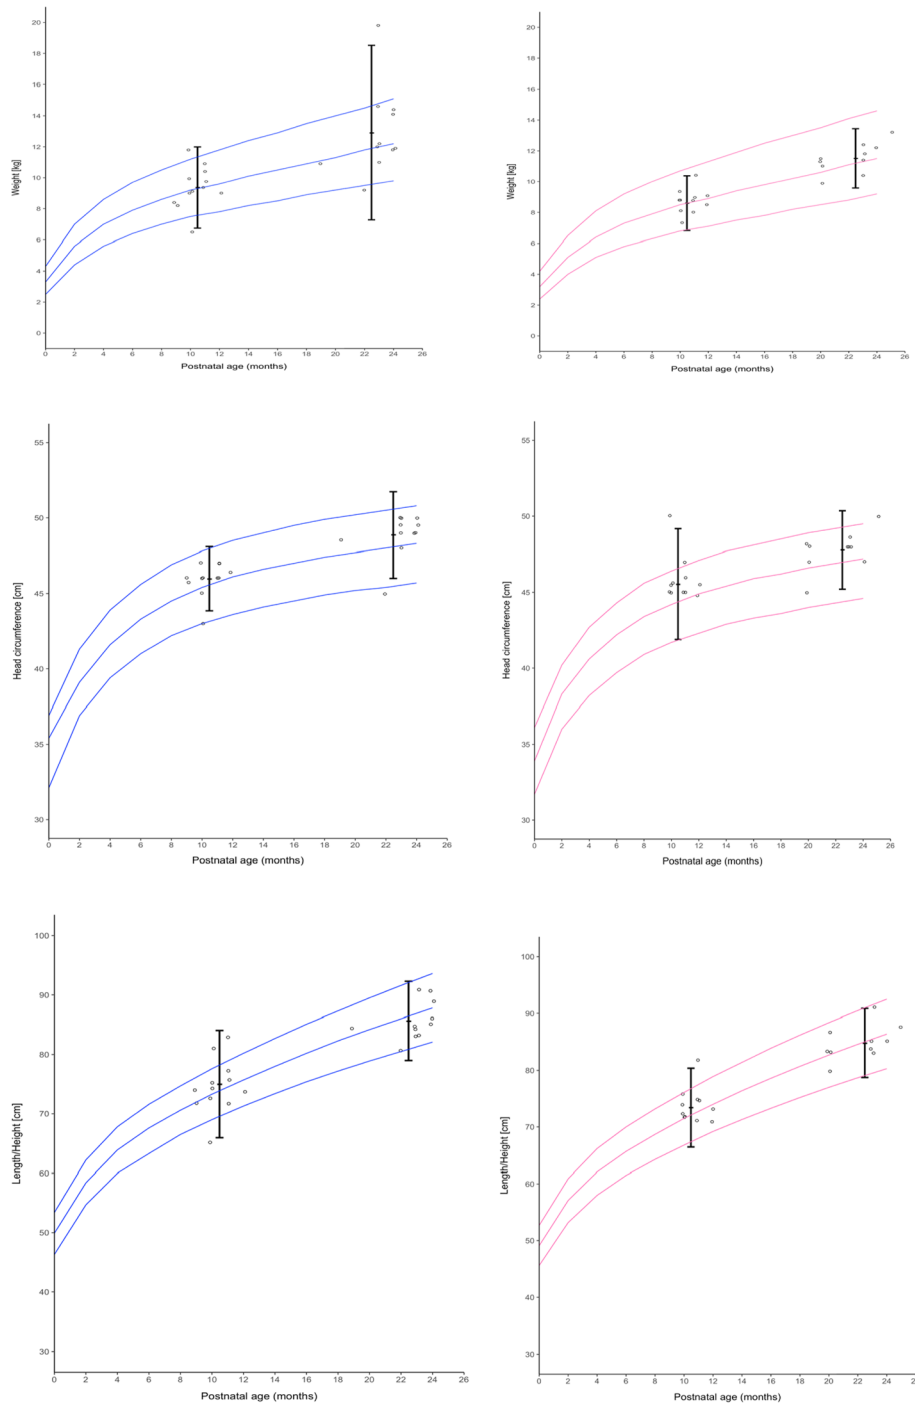 Weight [kg]
20
18
16
14
12
10
8
6
4
2
0
0 2 4 6 8 10 12 14 16 18 20 22 24 26
Postnatal age (months)
Weight [kg]
20
18
16
14
12
10
8
6
4
2
0
0 2 4 6 8 10 12 14 16 18 20 22 24 26
Postnatal age (months)
Head circumference [cm]
55
50
45
40
35
30
0 2 4 6 8 10 12 14 16 18 20 22 24 26
Postnatal age (months)
Head circumference [cm]
55
50
45
40
35
30
0 2 4 6 8 10 12 14 16 18 20 22 24 26
Postnatal age (months)
Length/Height [cm]
100
90
80
70
60
50
40
30
0 2 4 6 8 10 12 14 16 18 20 22 24 26
Postnatal age (months)
Length/Height [cm]
100
90
80
70
60
50
40
30
0 2 4 6 8 10 12 14 16 18 20 22 24
Postnatal age (months)